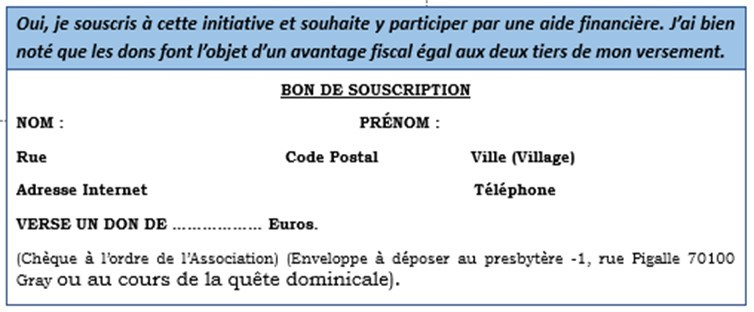 Oui, je souscris à cette initiative et souhaite y participer par une aide financière. J'ai bien
noté que les dons font l'objet d'un avantage fiscal égal aux deux tiers de mon versement.
BON DE SOUSCRIPTION
NOM : PRÉNOM :
Rue Code Postal Ville (Village)
Adresse Internet Téléphone
VERSE UN DON DE ……………… Euros.
(Chèque à l'ordre de l'Association) (Enveloppe à déposer au presbytère -1, rue Pigalle 70100
Gray ou au cours de la quête dominicale).